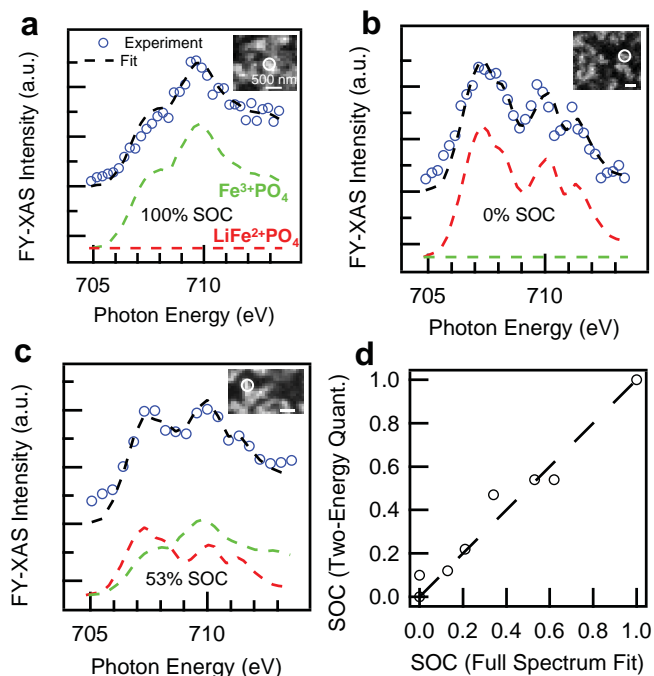 a
Experiment
Fit
500 nm
FY-XAS Intensity (a.u.)
Fe3+PO4
100% SOC
LiFe2+PO4
705
710
Photon Energy (eV)
b
FY-XAS Intensity (a.u.)
0% SOC
705
710
Photon Energy (eV)
c
FY-XAS Intensity (a.u.)
53% SOC
705
710
Photon Energy (eV)
d
SOC (Two-Energy Quant.)
1.0
0.8
0.6
0.4
0.2
0.0
0.0 0.2 0.4 0.6 0.8 1.0
SOC (Full Spectrum Fit)